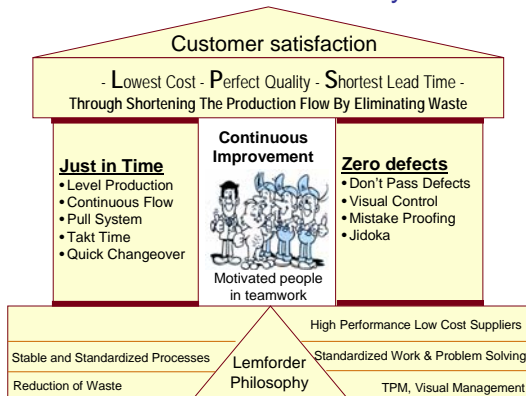 Customer satisfaction
- Lowest Cost - Perfect Quality - Shortest Lead Time -
Through Shortening The Production Flow By Eliminating Waste
Just in Time
• Level Production
• Continuous Flow
• Pull System
• Takt Time
• Quick Changeover
Continuous
Improvement
Motivated people
in teamwork
Zero defects
• Don't Pass Defects
• Visual Control
• Mistake Proofing
• Jidoka
High Performance Low Cost Suppliers
Stable and Standardized Processes
Standardized Work & Problem Solving
Reduction of Waste
TPM, Visual Management
Lemforder
Philosophy